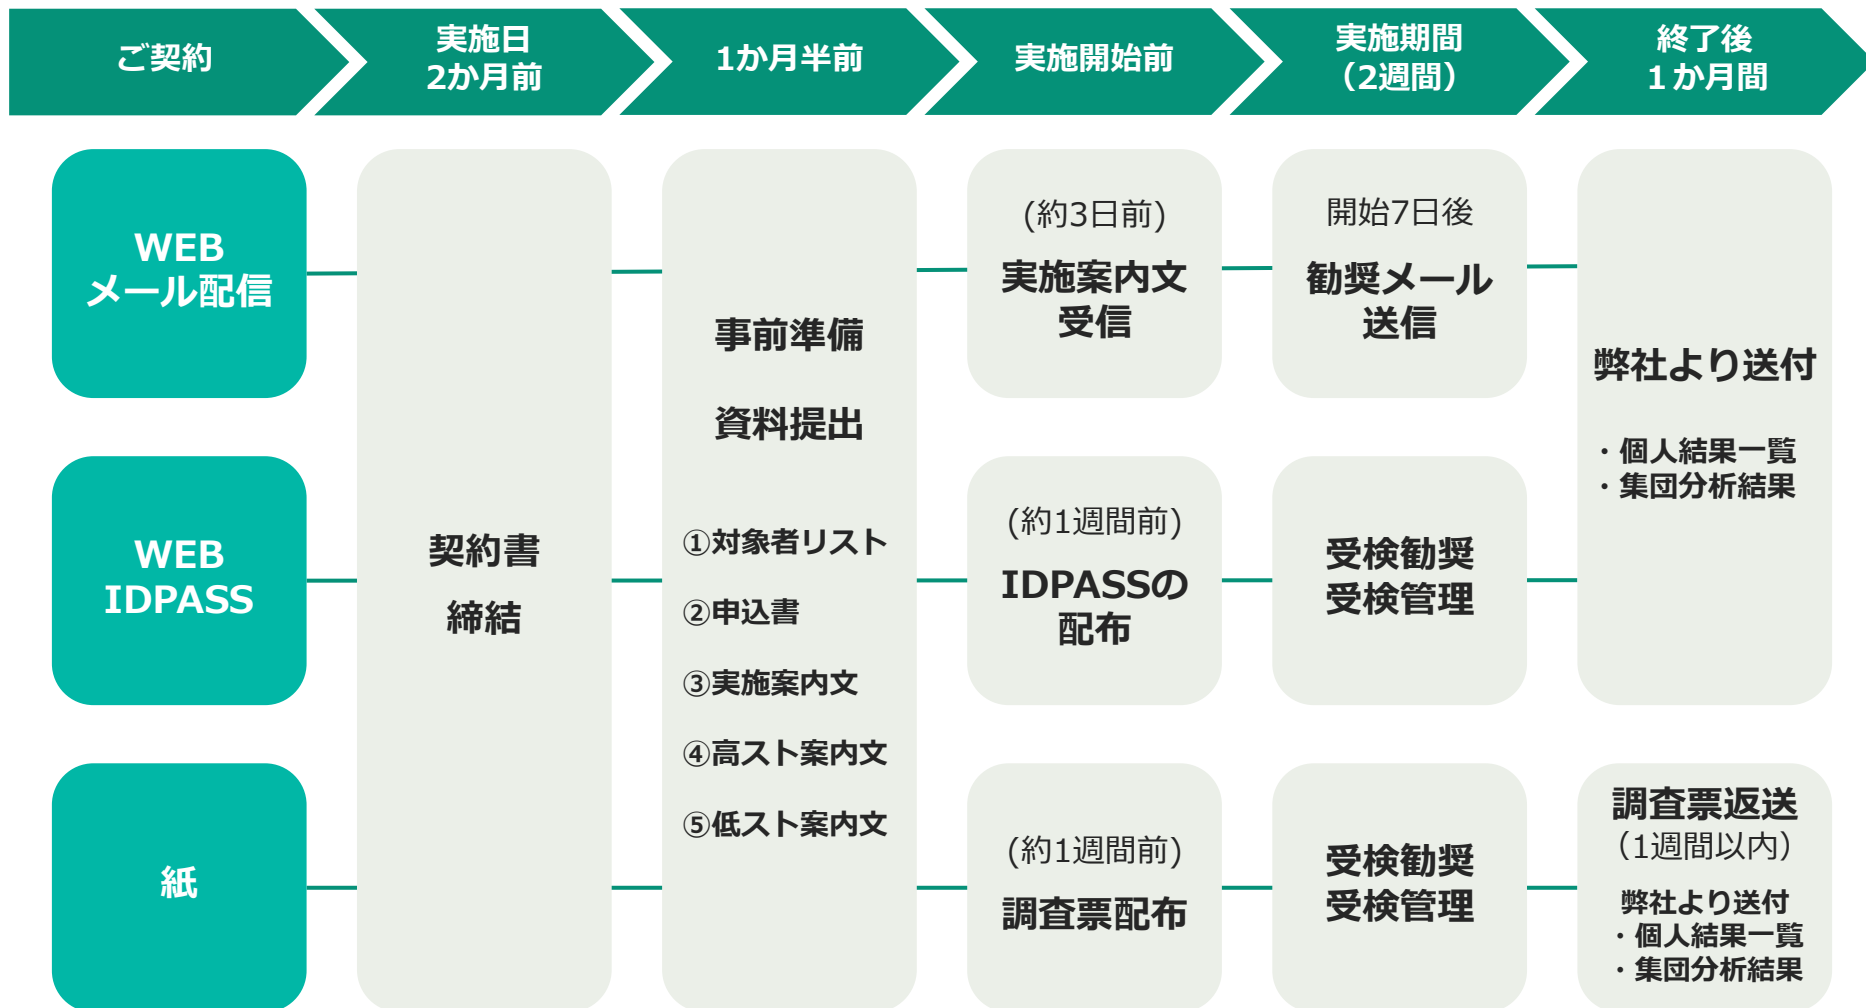 ご契約
実施日
2か月前
1か月半前
実施開始前
実施期間
（2週間）
終了後
１か月間
WEB
メール配信
WEB
IDPASS
紙
契約書
締結
事前準備
資料提出
①対象者リスト
②申込書
③実施案内文
④高スト案内文
⑤低スト案内文
(約3日前)
実施案内文
受信
(約1週間前)
IDPASSの
配布
(約1週間前)
調査票配布
開始7日後
勧奨メール
送信
受検勧奨
受検管理
受検勧奨
受検管理
弊社より送付
・個人結果一覧
・集団分析結果
調査票返送
（1週間以内）
弊社より送付
・個人結果一覧
・集団分析結果